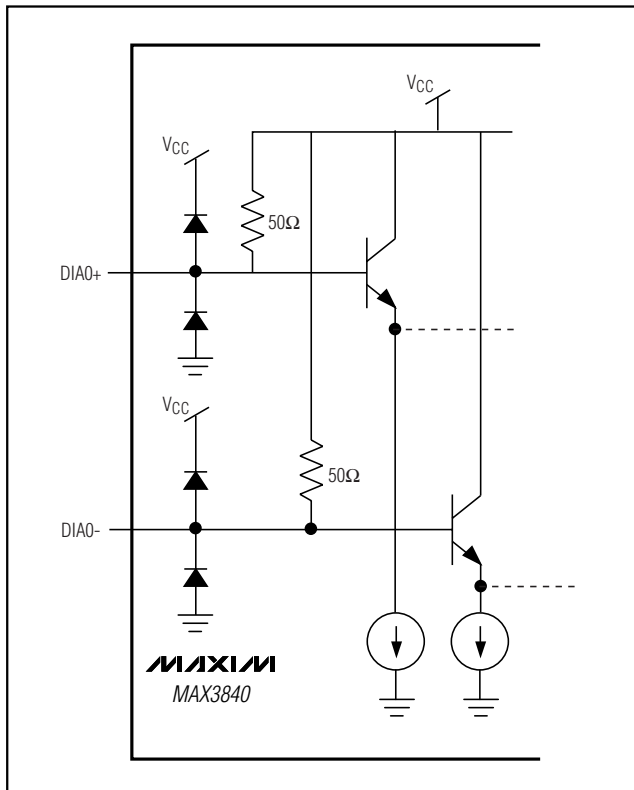 VCC
VCC
50Ω
DIA0+
VCC
50Ω
DIA0-
MAXIM
MAX3840